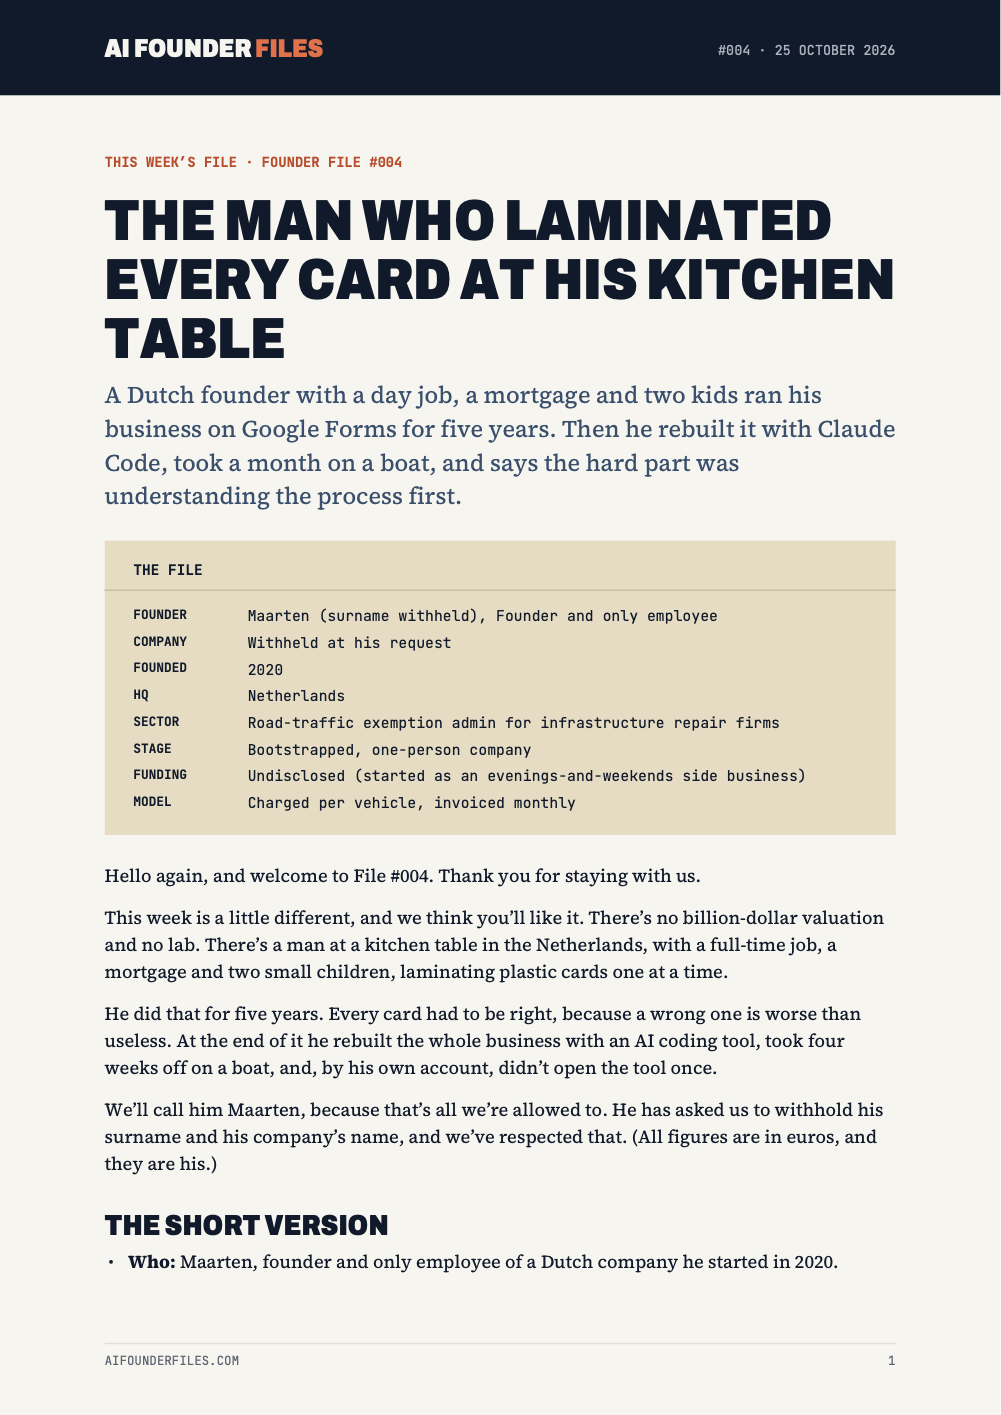 AI FOUNDER FILES
#004 · 25 OCTOBER 2026
THIS WEEK’S FILE · FOUNDER FILE #004
THE MAN WHO LAMINATED
EVERY CARD AT HIS KITCHEN
TABLE
A Dutch founder with a day job, a mortgage and two kids ran his
business on Google Forms for five years. Then he rebuilt it with Claude
Code, took a month on a boat, and says the hard part was
understanding the process first.
THE FILE
FOUNDER Maarten (surname withheld), Founder and only employee
COMPANY Withheld at his request
FOUNDED 2020
HQ Netherlands
SECTOR Road-traffic exemption admin for infrastructure repair firms
STAGE Bootstrapped, one-person company
FUNDING Undisclosed (started as an evenings-and-weekends side business)
MODEL Charged per vehicle, invoiced monthly
Hello again, and welcome to File #004. Thank you for staying with us.
This week is a little different, and we think you’ll like it. There’s no billion-dollar valuation
and no lab. There’s a man at a kitchen table in the Netherlands, with a full-time job, a
mortgage and two small children, laminating plastic cards one at a time.
He did that for five years. Every card had to be right, because a wrong one is worse than
useless. At the end of it he rebuilt the whole business with an AI coding tool, took four
weeks off on a boat, and, by his own account, didn’t open the tool once.
We’ll call him Maarten, because that’s all we’re allowed to. He has asked us to withhold his
surname and his company’s name, and we’ve respected that. (All figures are in euros, and
they are his.)
THE SHORT VERSION
· Who: Maarten, founder and only employee of a Dutch company he started in 2020.
AIFOUNDERFILES.COM
1